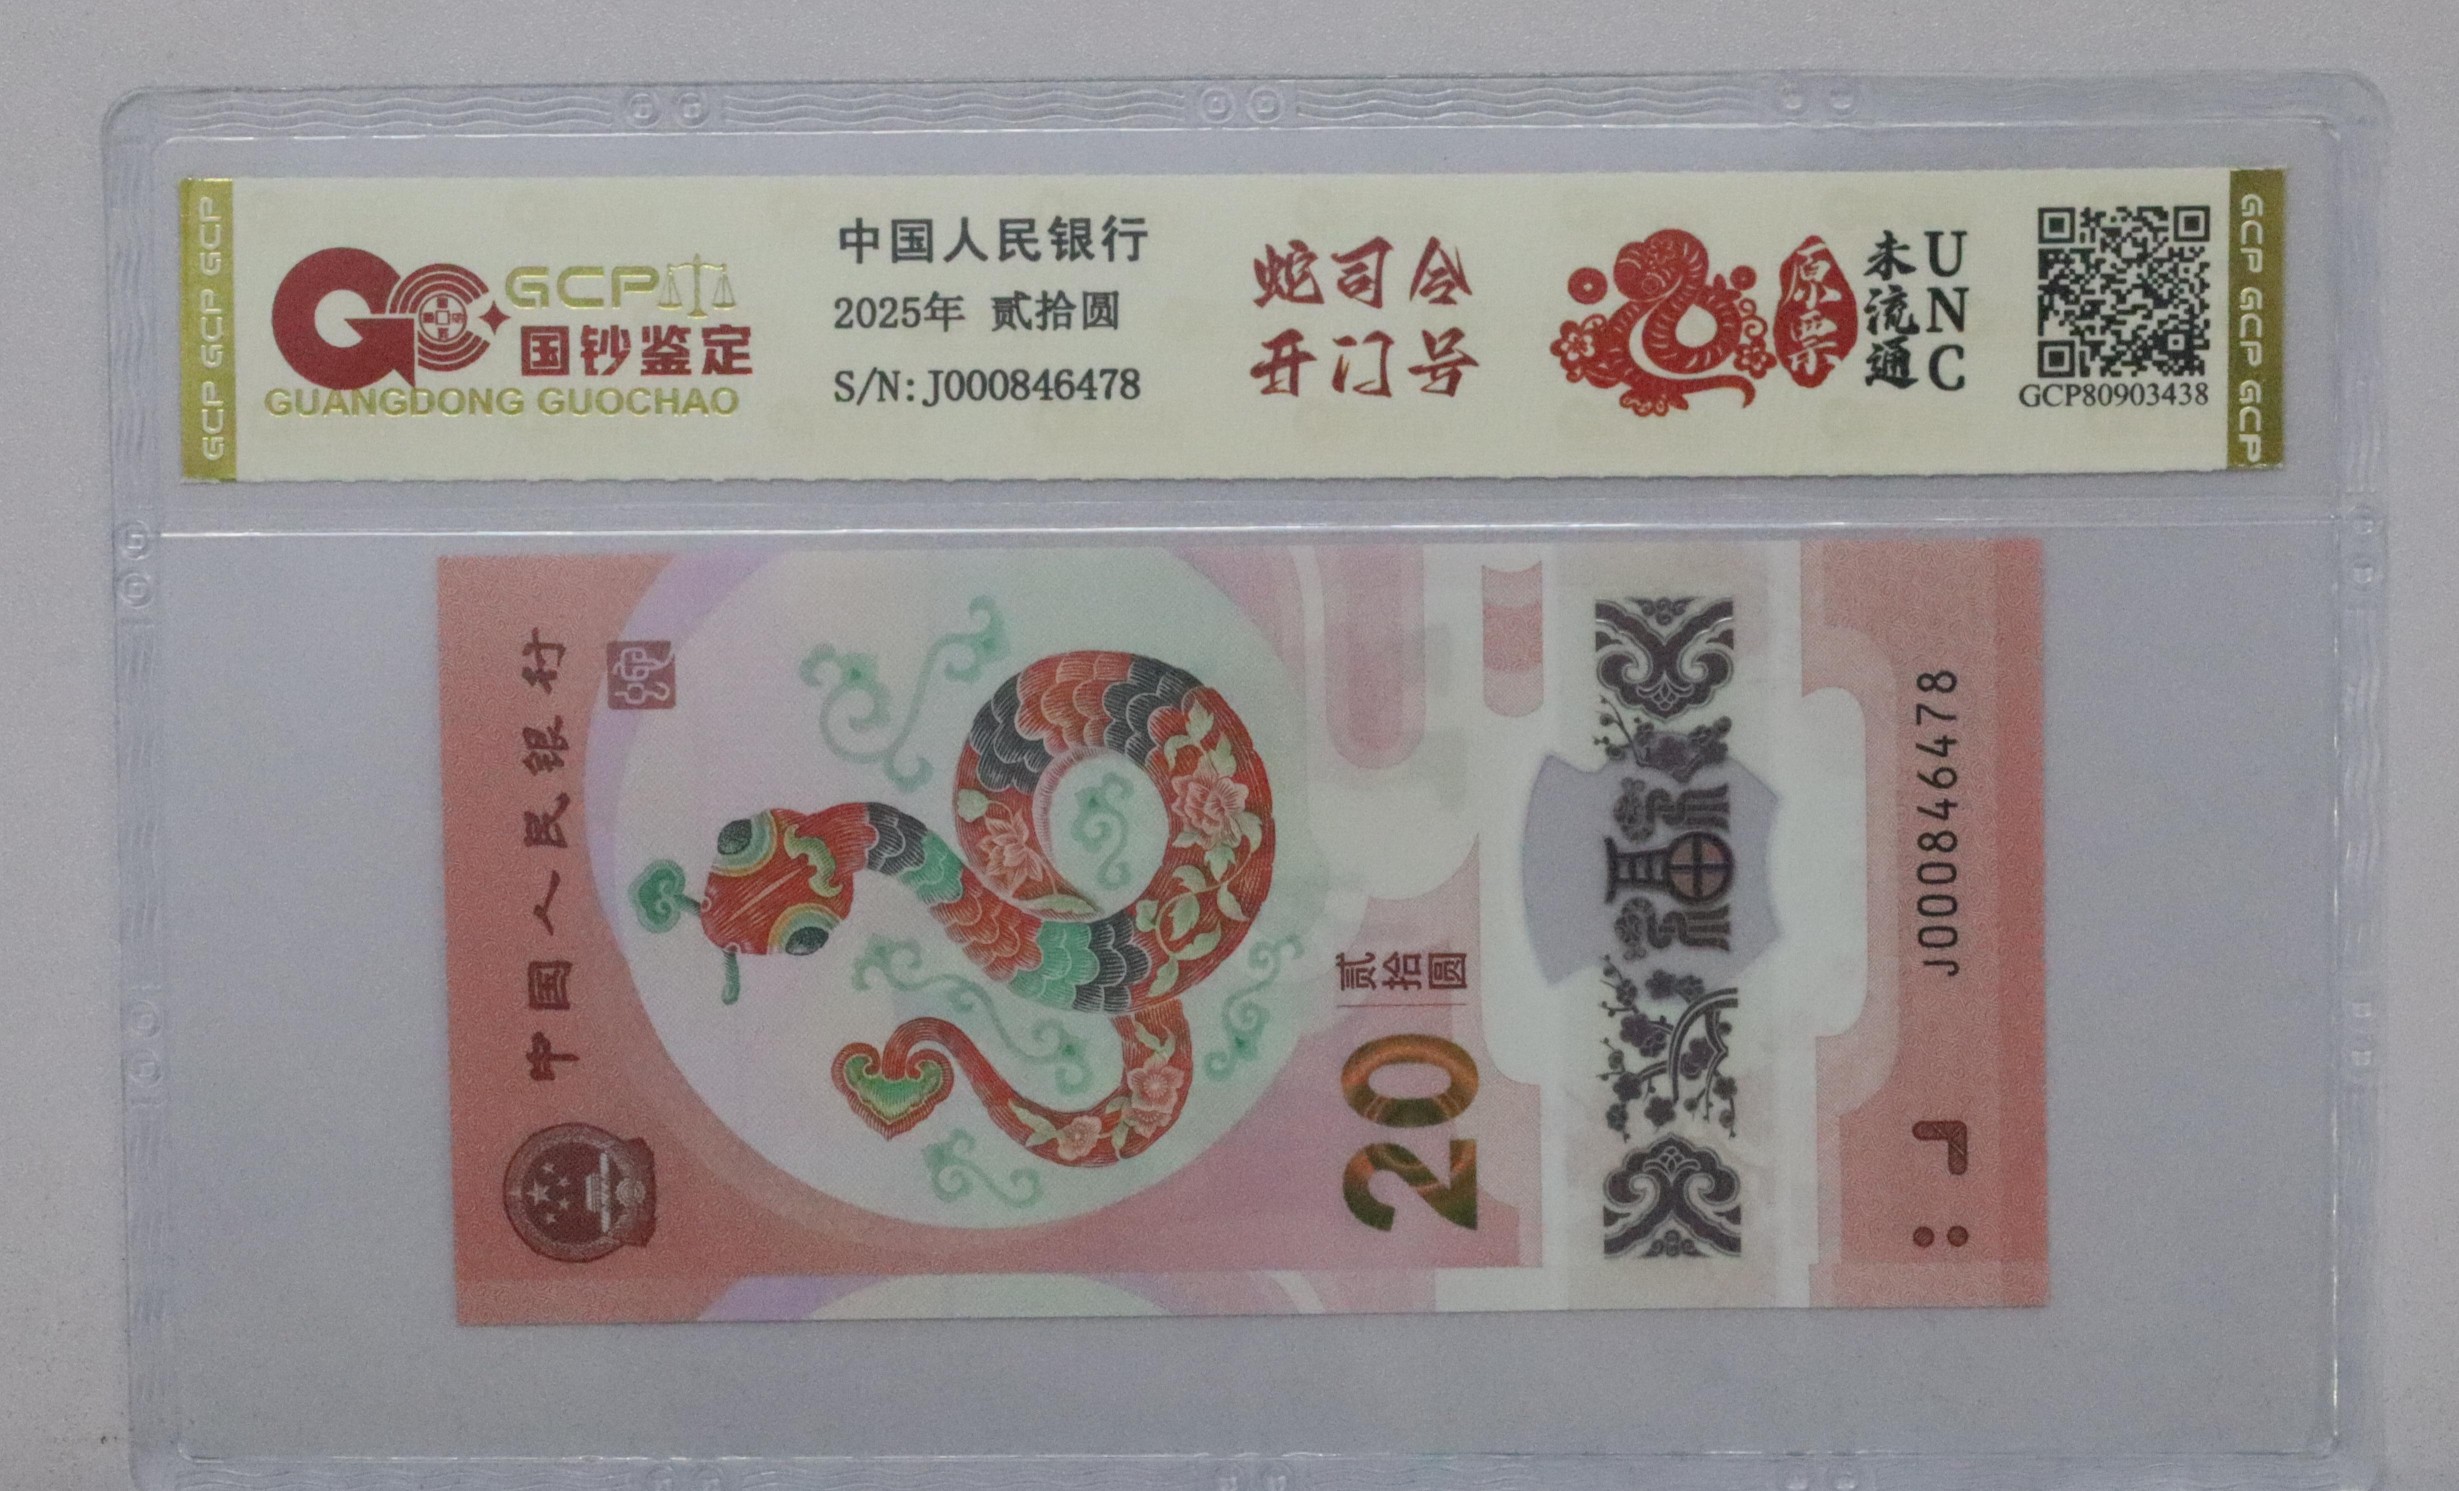 GCP GCP GCP
GCP
国钞鉴定
GUANGDONG GUOCHAO
中国人民银行
2025年 贰拾圆
S/N:J000846478
蛇司令
开门号
原票
未流通
UNC
GCP80903438
GCP GCP GCP
中国人民银行
20
贰拾圆
福
J000846478